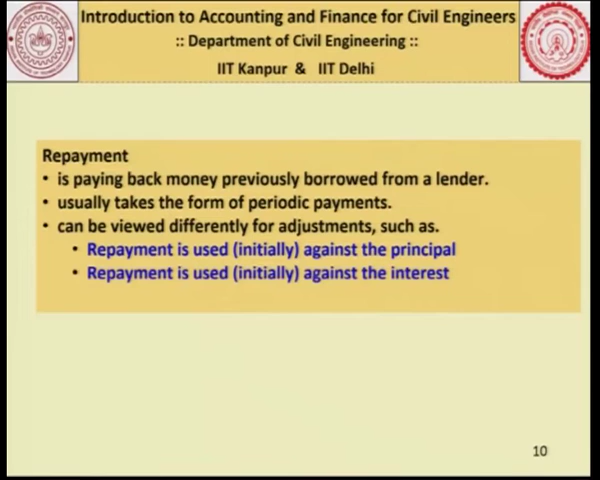 Introduction to Accounting and Finance for Civil Engineers
:: Department of Civil Engineering ::
IIT Kanpur & IIT Delhi
Repayment
• is paying back money previously borrowed from a lender.
• usually takes the form of periodic payments.
• can be viewed differently for adjustments, such as.
• Repayment is used (initially) against the principal
• Repayment is used (initially) against the interest
10